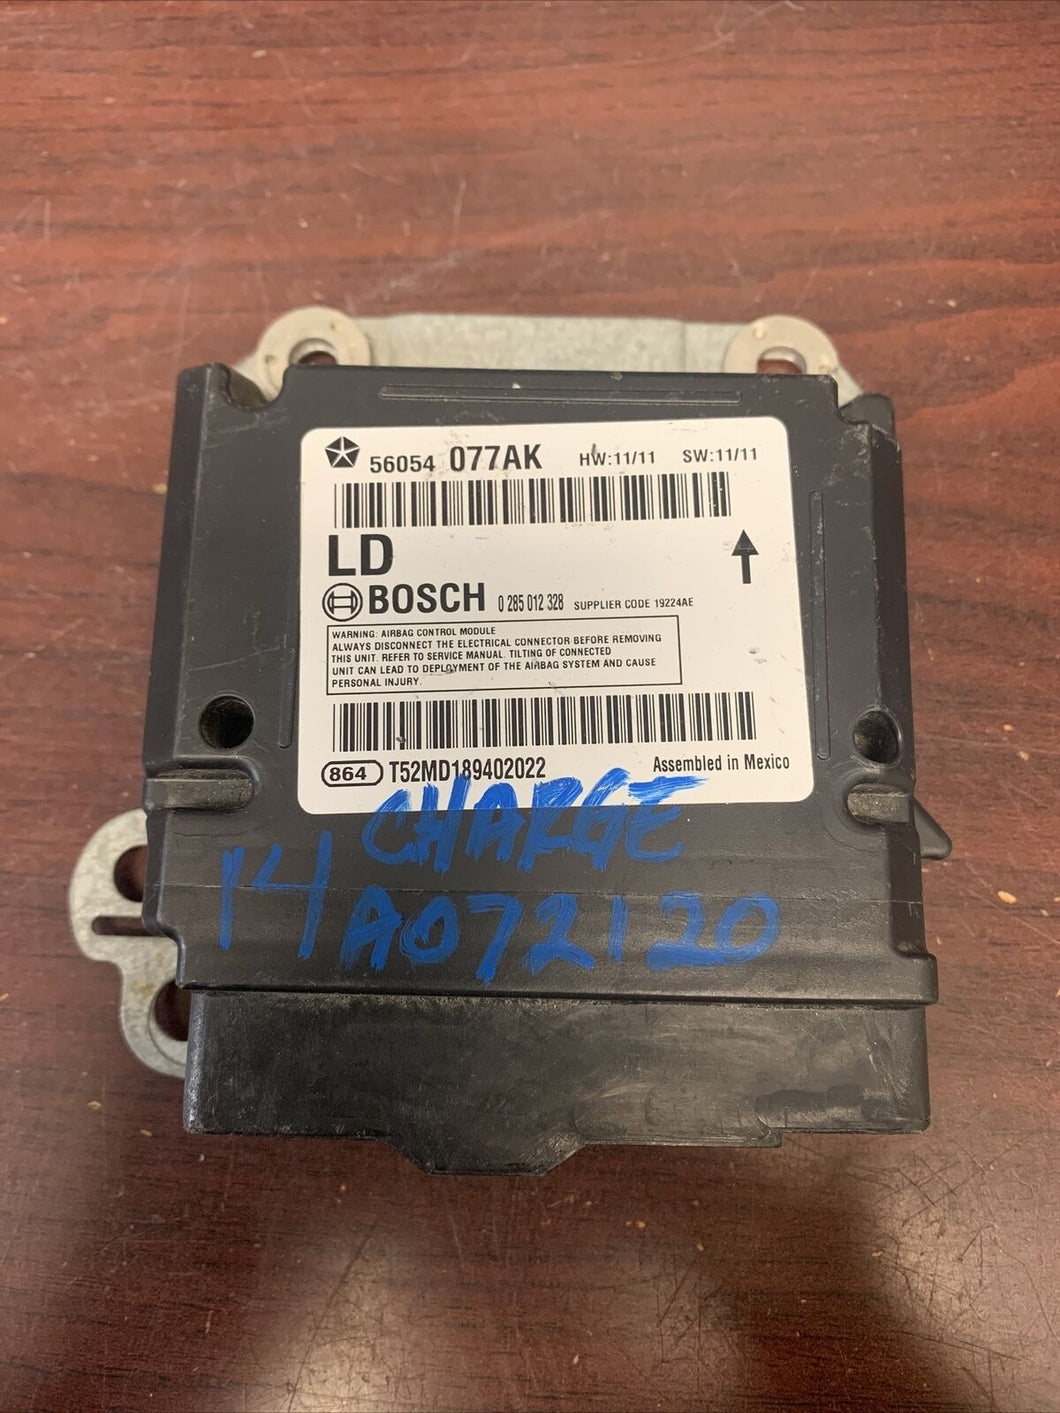 56054 077AK HW:11/11 SW:11/11
LD
BOSCH 0 285 012 328 SUPPLIER CODE 19224AE
WARNING: AIRBAG CONTROL MODULE
ALWAYS DISCONNECT THE ELECTRICAL CONNECTOR BEFORE REMOVING
THIS UNIT. REFER TO SERVICE MANUAL. TILTING OF CONNECTED
UNIT CAN LEAD TO DEPLOYMENT OF THE AIRBAG SYSTEM AND CAUSE
PERSONAL INJURY.
864 T52MD189402022 Assembled in Mexico
14 CHARGE
A072120